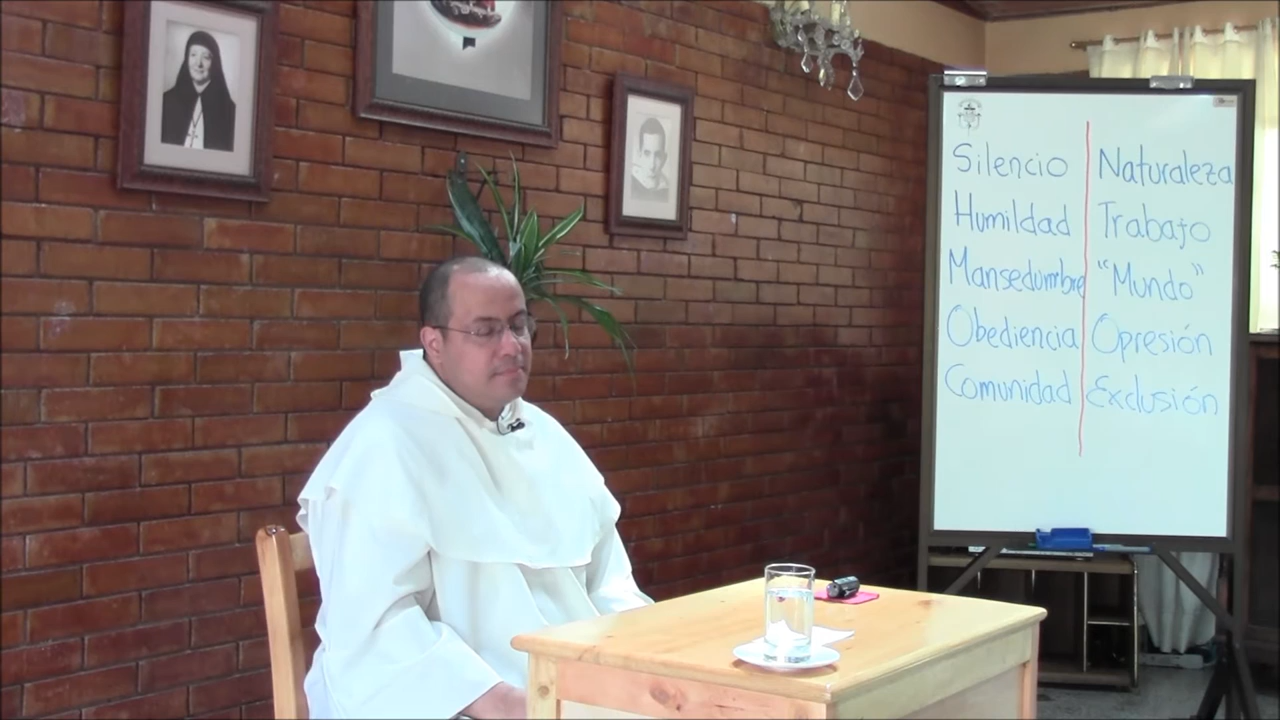 Silencio
Humildad
Mansedumbre
Obediencia
Comunidad
Naturaleza
Trabajo
"Mundo"
Opresión
Exclusión